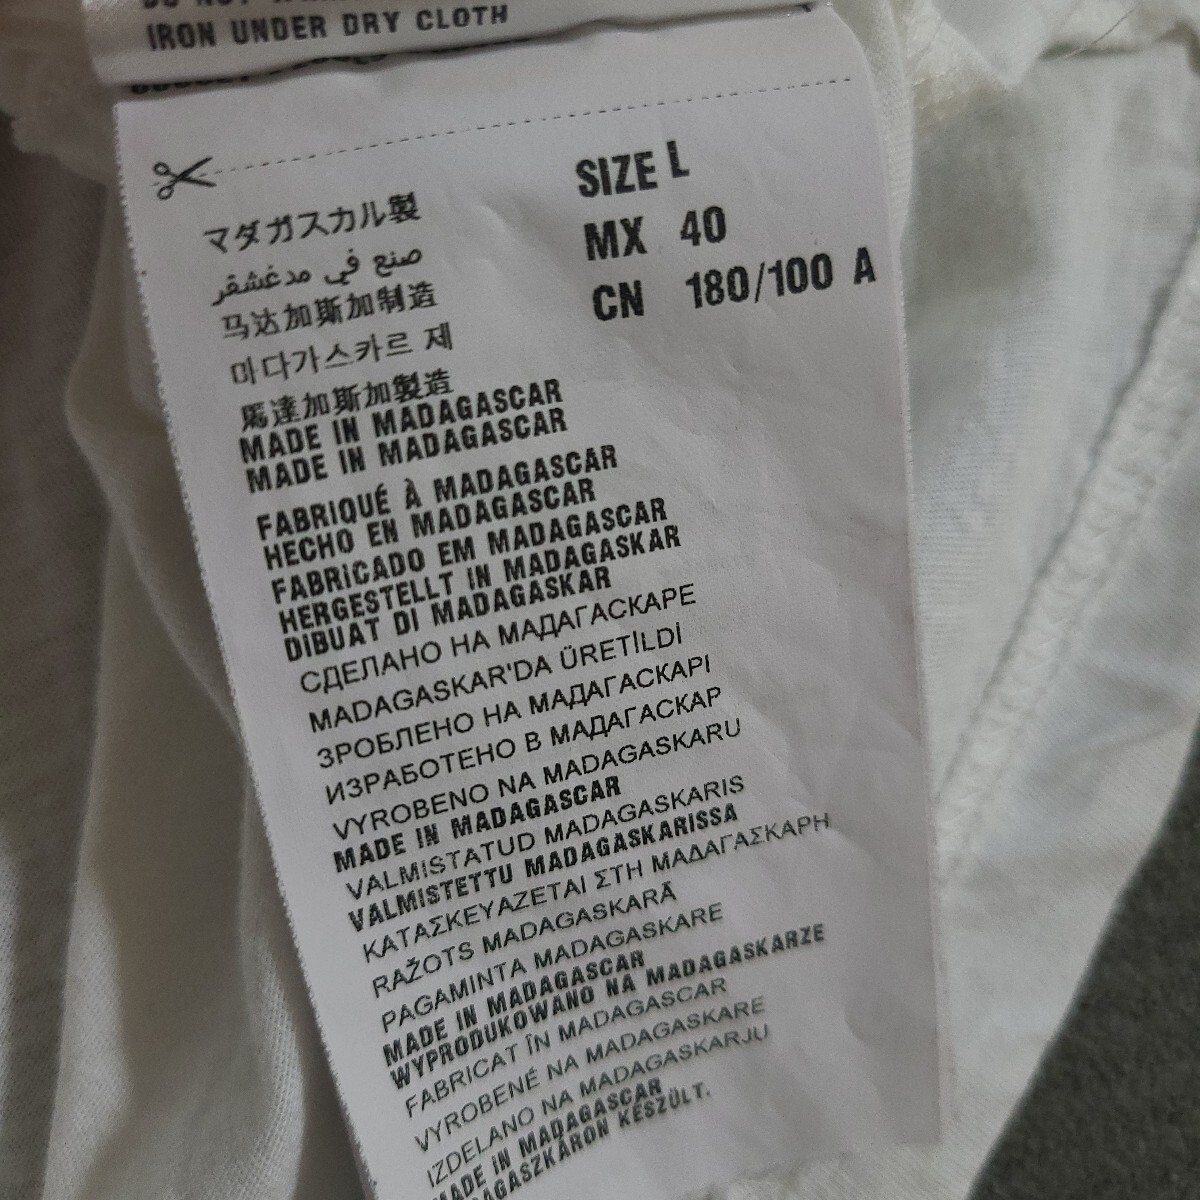 IRON UNDER DRY CLOTH
SIZE L
MX 40
CN 180/100 A
マダガスカル製
صنع في مدغشقر
马达加斯加制造
마다가스카르 제
馬達加斯加製造
MADE IN MADAGASCAR
MADE IN MADAGASCAR
FABRIQUÉ À MADAGASCAR
HECHO EN MADAGASCAR
FABRICADO EM MADAGASCAR
HERGESTELLT IN MADAGASKAR
DIBUAT DI MADAGASKAR
СДЕЛАНО НА МАДАГАСКАРЕ
MADAGASKAR'DA ÜRETİLDİ
ЗРОБЛЕНО НА МАДАГАСКАРІ
ИЗРАБОТЕНО В МАДАГАСКАР
VYROBENO NA MADAGASKARU
MADE IN MADAGASCAR
VALMISTATUD MADAGASKARIS
VALMISTETTU MADAGASKARISSA
ΚΑΤΑΣΚΕΥΑΖΕΤΑΙ ΣΤΗ ΜΑΔΑΓΑΣΚΑΡΗ
RAŽOTS MADAGASKARĀ
PAGAMINTA MADAGASKARE
MADE IN MADAGASCAR
WYPRODUKOWANO NA MADAGASKARZE
FABRICAT ÎN MADAGASCAR
VYROBENÉ NA MADAGASKARE
IZDELANO NA MADAGASKARJU
MADE IN MADAGASCAR
KÉSZÜLT.